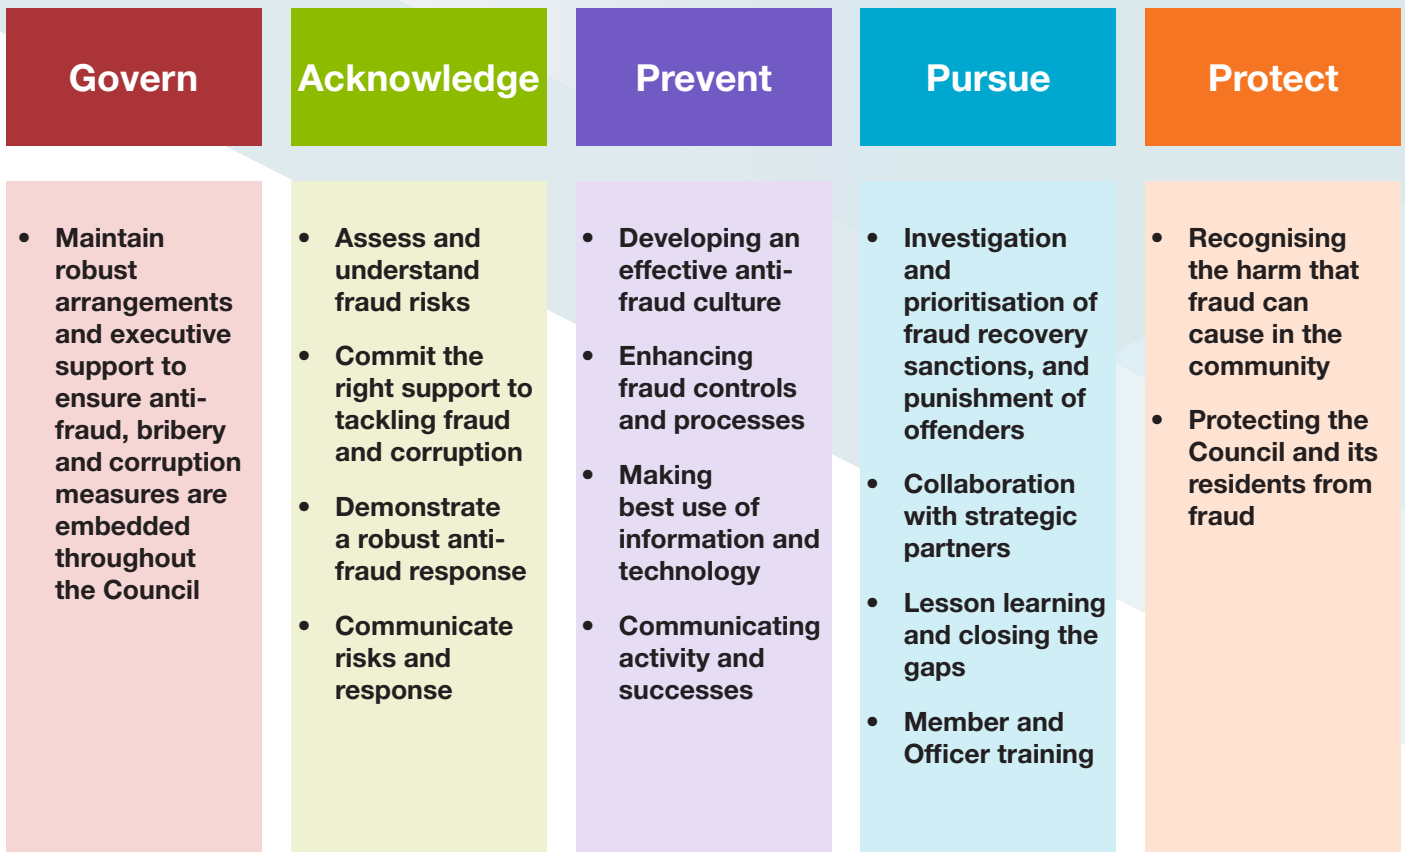 Govern
Maintain
robust
arrangements
and executive
support to
ensure anti-
fraud, bribery
and corruption
measures are
embedded
throughout
the Council
Acknowledge
Assess and
understand
fraud risks
Commit the
right support to
tackling fraud
and corruption
Demonstrate
a robust anti-
fraud response
Communicate
risks and
response
Prevent
Developing an
effective anti-
fraud culture
Enhancing
fraud controls
and processes
Making
best use of
information and
technology
Communicating
activity and
successes
Pursue
Investigation
and
prioritisation of
fraud recovery
sanctions, and
punishment of
offenders
Collaboration
with strategic
partners
Lesson learning
and closing the
gaps
Member and
Officer training
Protect
Recognising
the harm that
fraud can
cause in the
community
Protecting the
Council and its
residents from
fraud